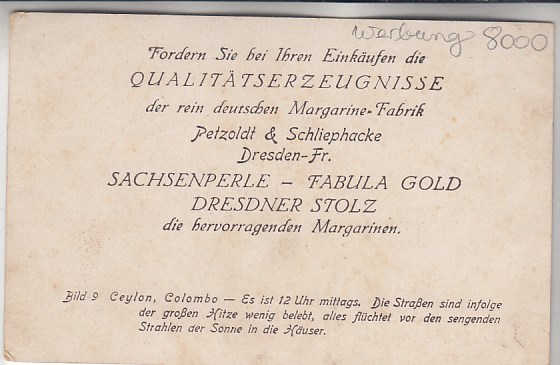 Werbung 8000
Fordern Sie bei Ihren Einkäufen die
QUALITÄTSERZEUGNISSE
der rein deutschen Margarine-Fabrik
Petzoldt & Schliephacke
Dresden-Fr.
SACHSENPERLE – FABULA GOLD
DRESDNER STOLZ
die hervorragenden Margarinen.
Bild 9 Ceylon, Colombo – Es ist 12 Uhr mittags. Die Straßen sind infolge
der großen Hitze wenig belebt, alles flüchtet vor den sengenden
Strahlen der Sonne in die Häuser.